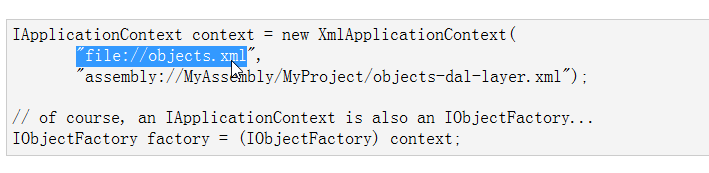 IApplicationContext context = new XmlApplicationContext(
"file://objects.xml",
"assembly://MyAssembly/MyProject/objects-dal-layer.xml");
// of course, an IApplicationContext is also an IObjectFactory...
IObjectFactory factory = (IObjectFactory) context;